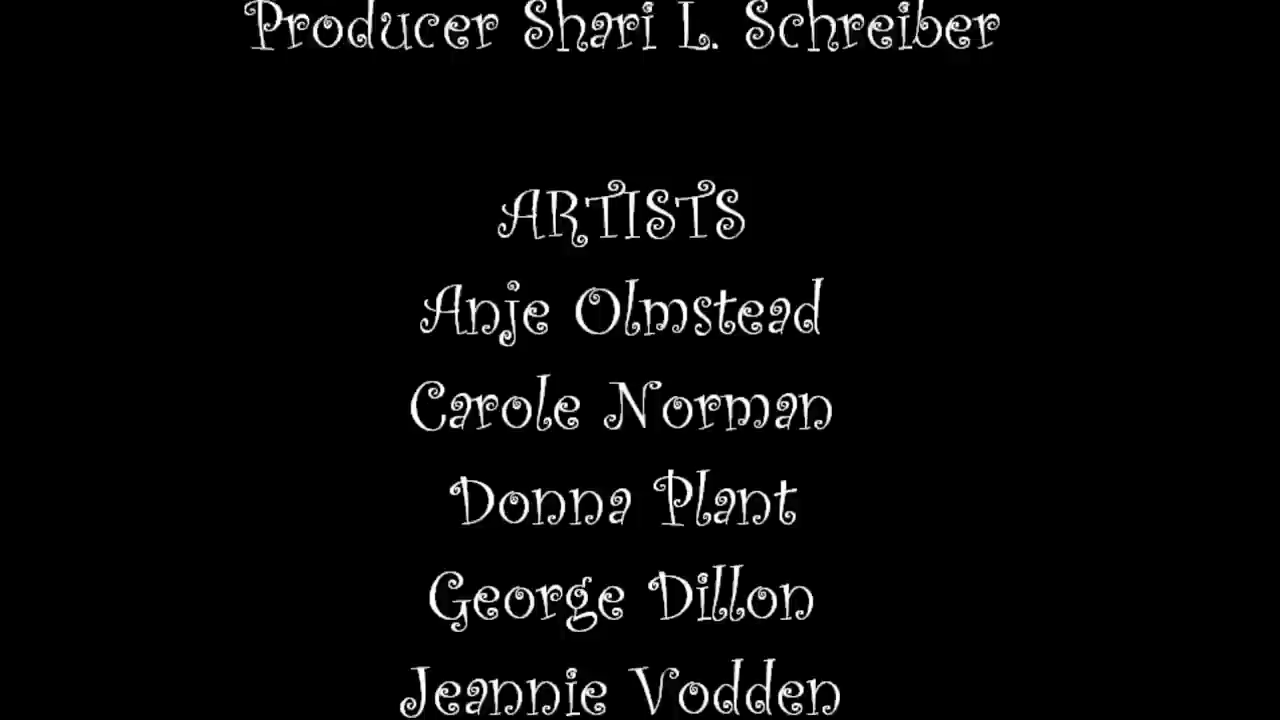 Producer Shari L. Schreiber
ARTISTS
Anje Olmstead
Carole Norman
Donna Plant
George Dillon
Jeannie Vodden